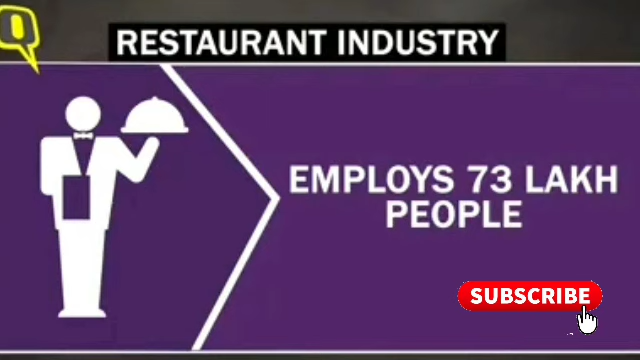 Q
RESTAURANT INDUSTRY
EMPLOYS 73 LAKH
PEOPLE
SUBSCRIBE